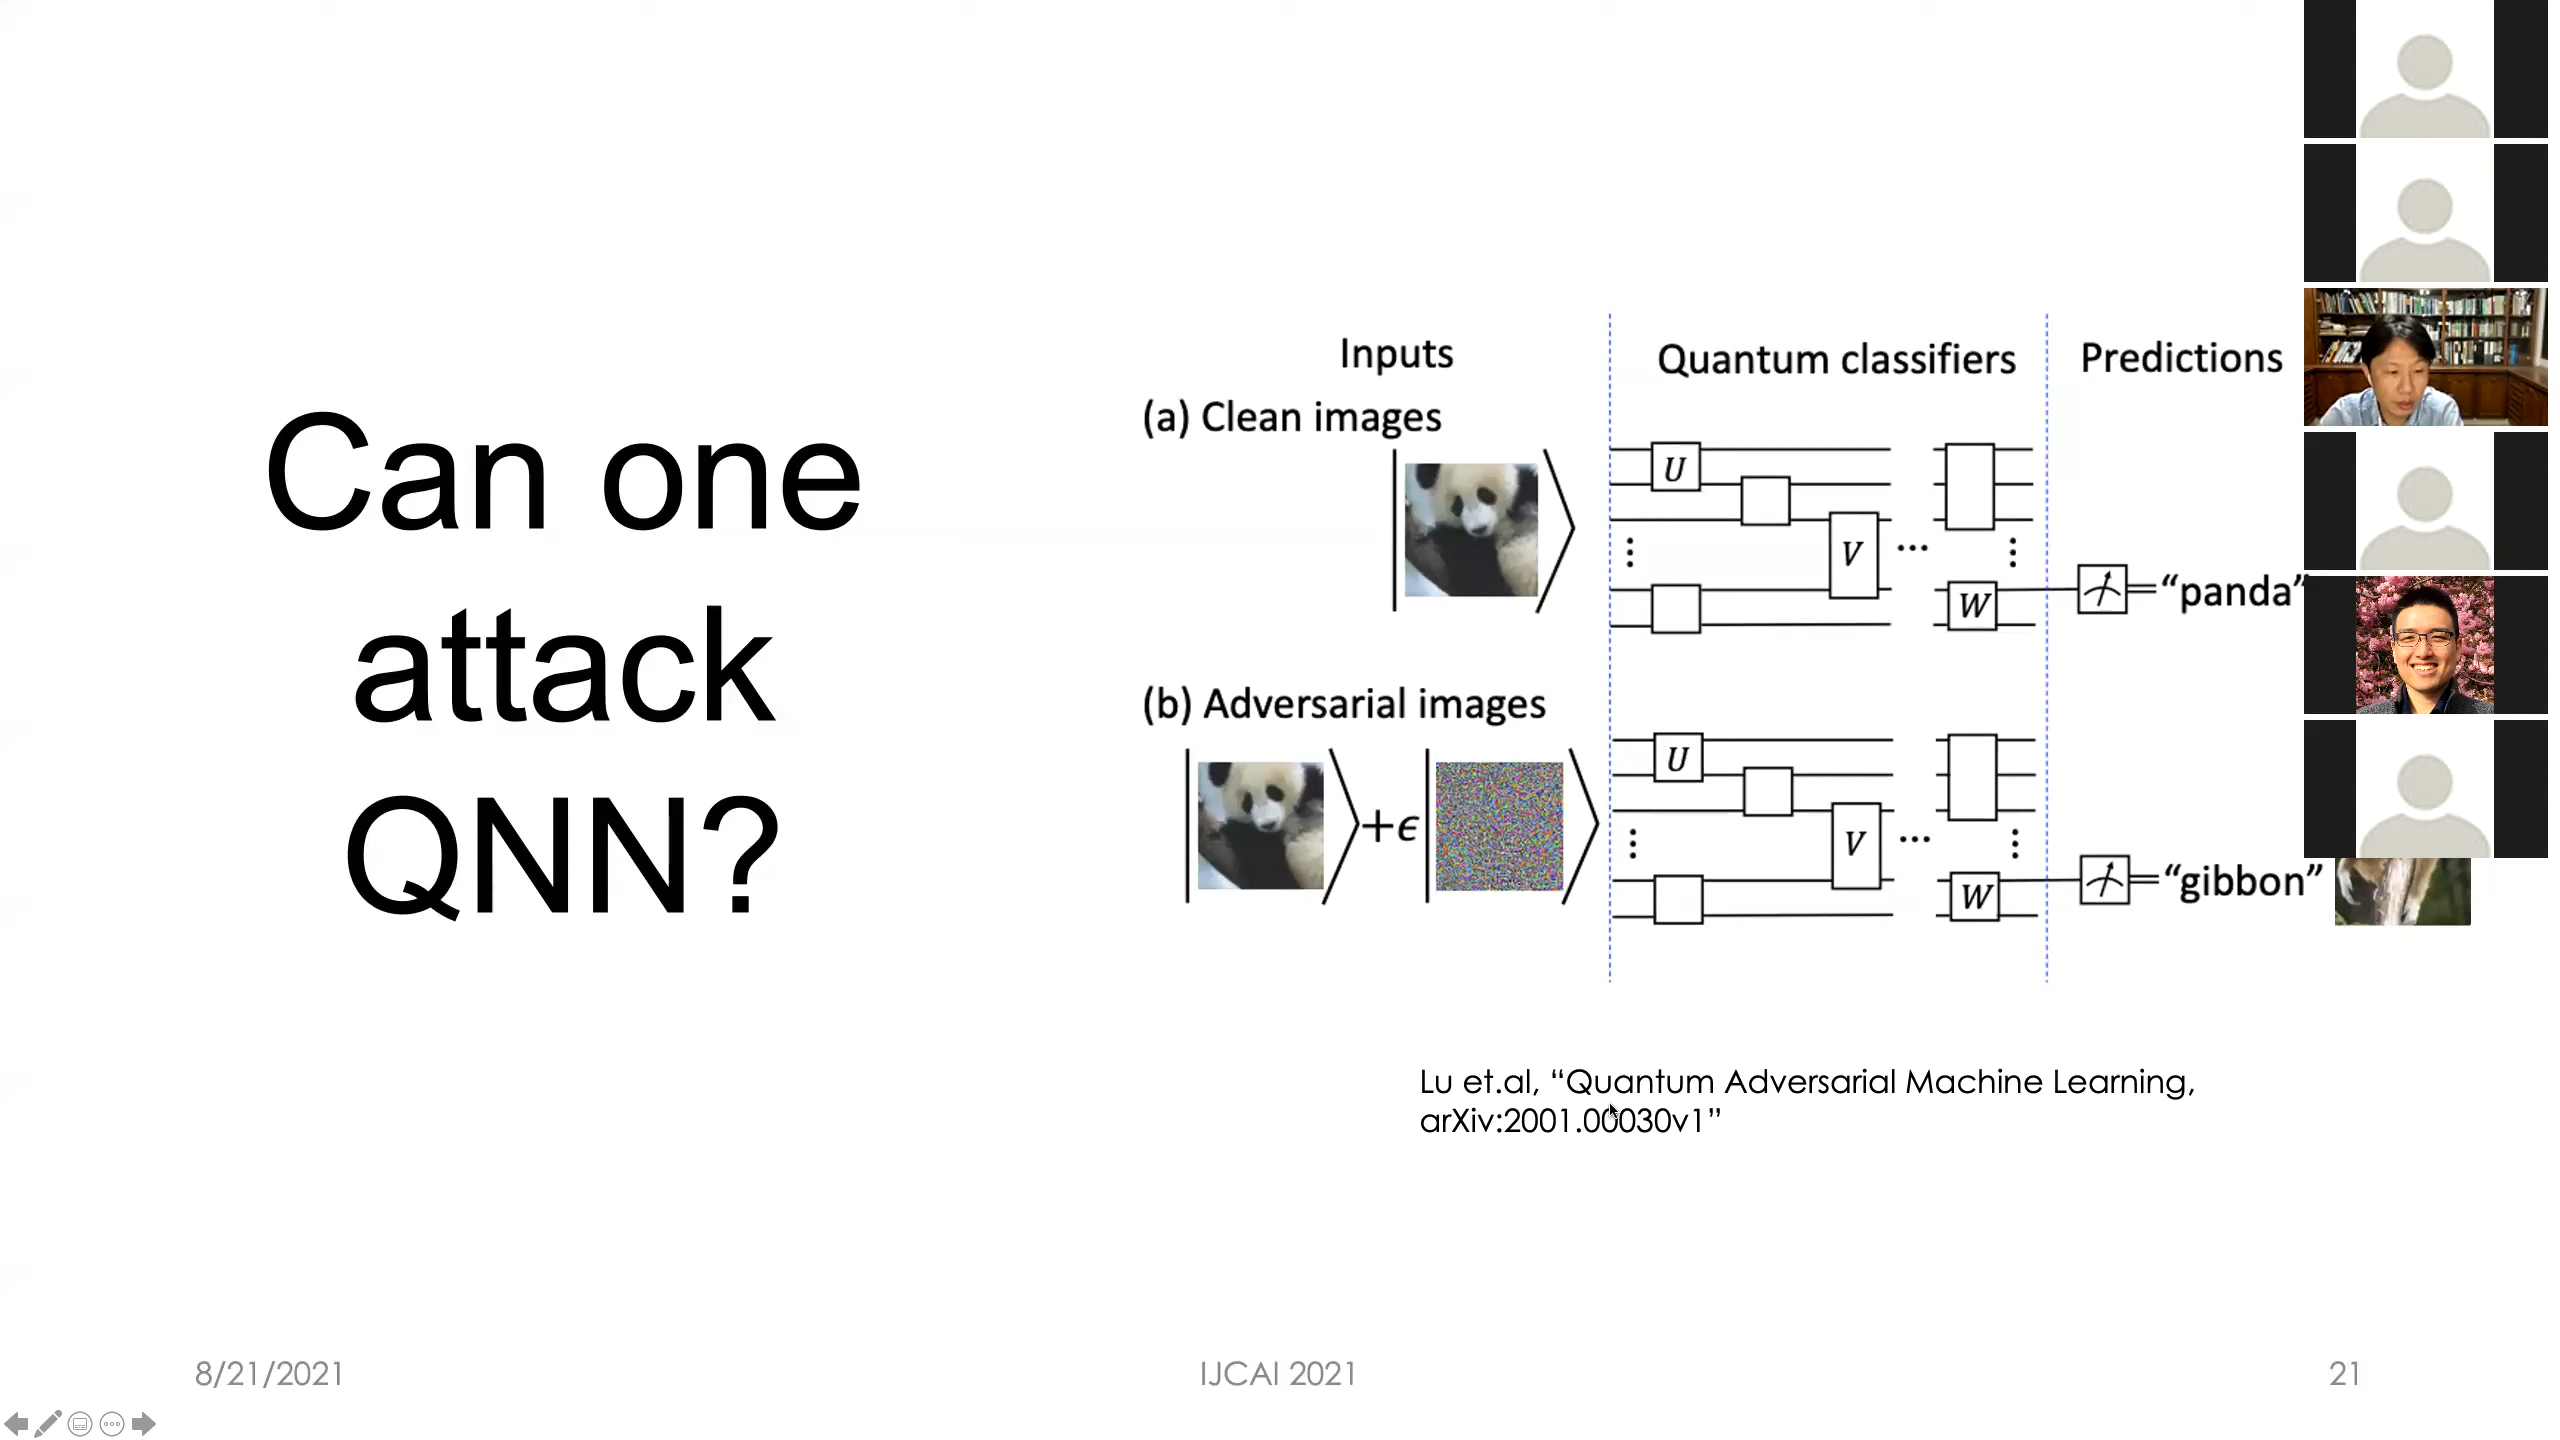 Can one
attack
QNN?
Inputs
Quantum classifiers
Predictions
(a) Clean images
U
V
...
W
“panda”
(b) Adversarial images
+ϵ
U
V
...
W
“gibbon”
Lu et.al, “Quantum Adversarial Machine Learning,
arXiv:2001.00030v1”
8/21/2021
IJCAI 2021
21